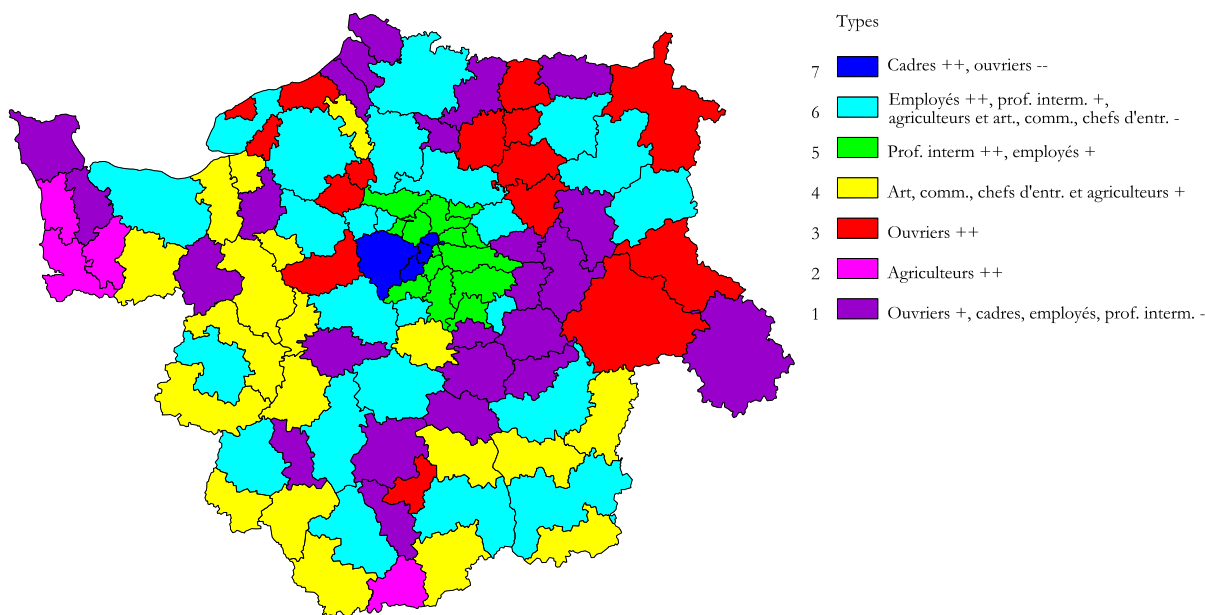 Types
7 Cadres ++, ouvriers --
6 Employés ++, prof. interm. +,
agriculteurs et art., comm., chefs d'entr. -
5 Prof. interm ++, employés +
4 Art, comm., chefs d'entr. et agriculteurs +
3 Ouvriers ++
2 Agriculteurs ++
1 Ouvriers +, cadres, employés, prof. interm. -